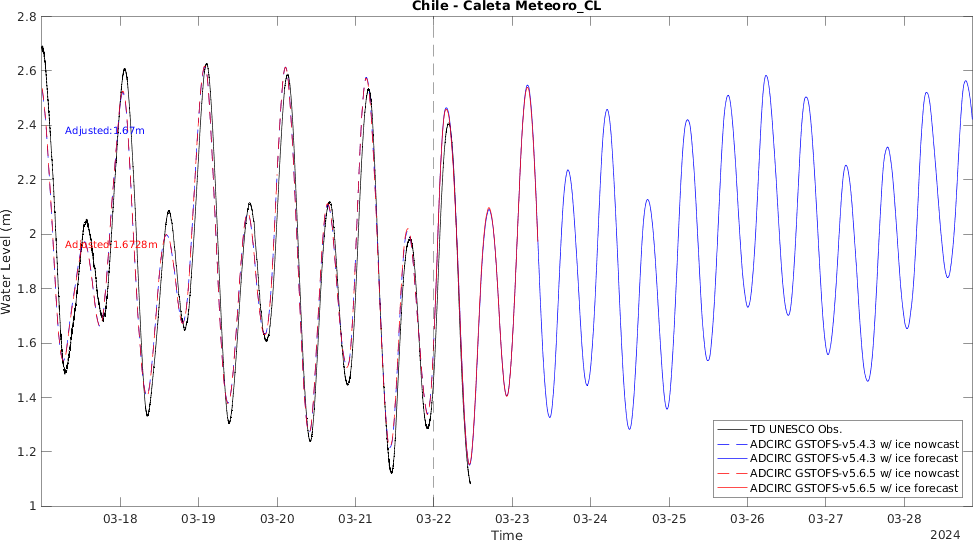 Chile - Caleta Meteoro_CL
2.8
2.6
2.4
2.2
2
1.8
1.6
1.4
1.2
1
Water Level (m)
Adjusted:1.67m
Adjusted:1.6728m
TD UNESCO Obs.
ADCIRC GSTOFS-v5.4.3 w/ ice nowcast
ADCIRC GSTOFS-v5.4.3 w/ ice forecast
ADCIRC GSTOFS-v5.6.5 w/ ice nowcast
ADCIRC GSTOFS-v5.6.5 w/ ice forecast
03-18 03-19 03-20 03-21 03-22 03-23 03-24 03-25 03-26 03-27 03-28
Time
2024